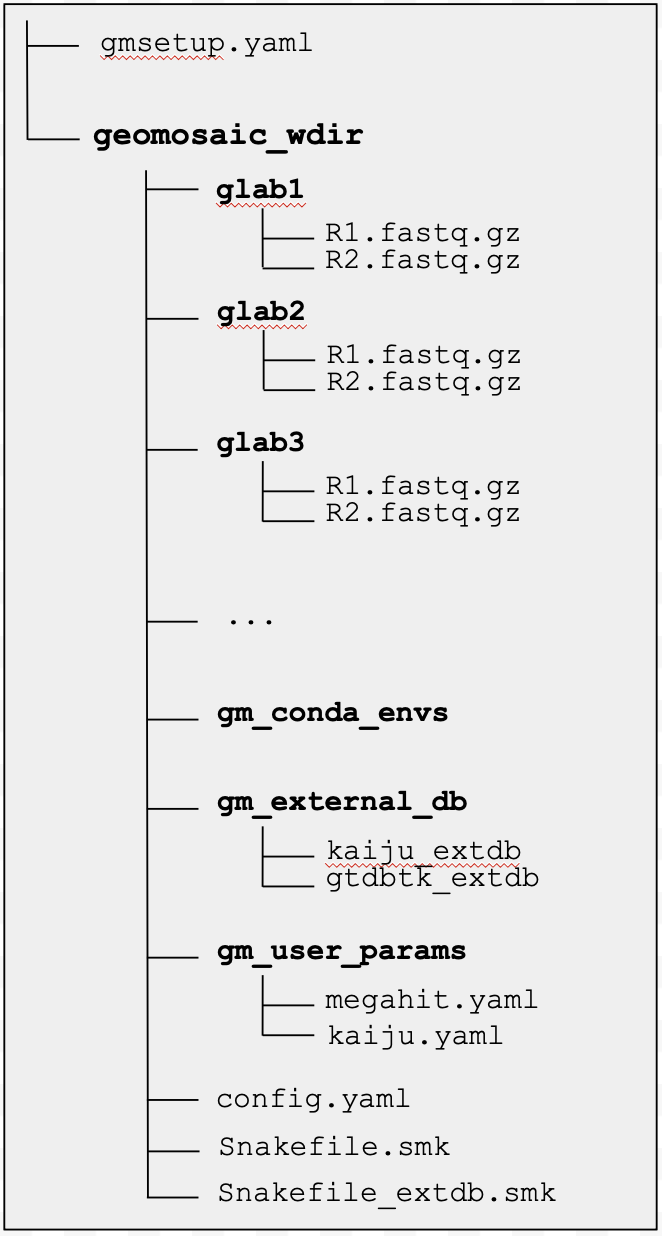 gmsetup.yaml
geomosaic_wdir
glab1
R1.fastq.gz
R2.fastq.gz
glab2
R1.fastq.gz
R2.fastq.gz
glab3
R1.fastq.gz
R2.fastq.gz
...
gm_conda_envs
gm_external_db
kaiju_extdb
gtdbtk_extdb
gm_user_params
megahit.yaml
kaiju.yaml
config.yaml
Snakefile.smk
Snakefile_extdb.smk